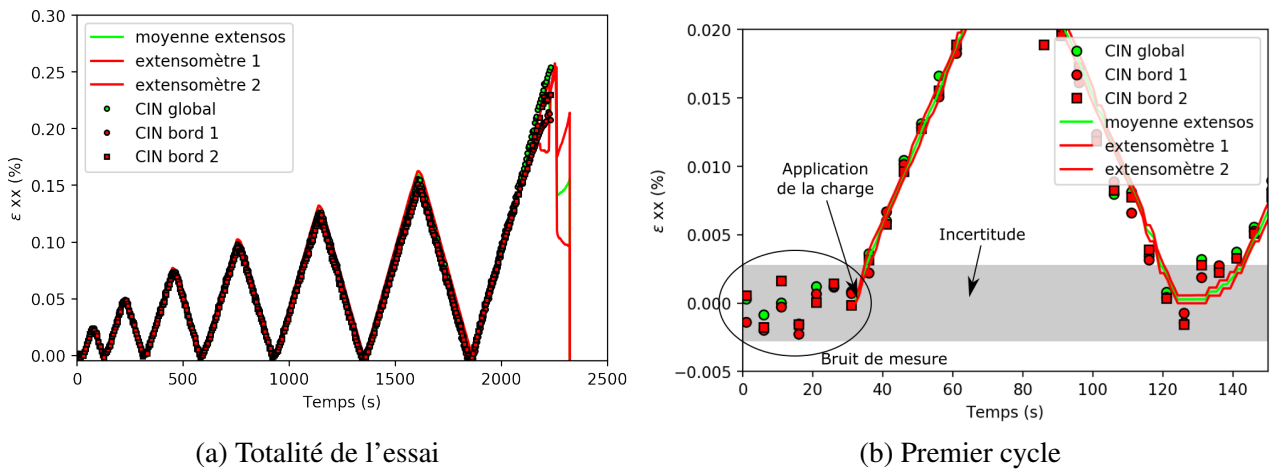 0.30
0.25
0.20
0.15
0.10
0.05
0.00
ε xx (%)
moyenne extensos
extensomètre 1
extensomètre 2
CIN global
CIN bord 1
CIN bord 2
0
500
1000
1500
2000
2500
Temps (s)
(a) Totalité de l'essai
0.020
0.015
0.010
0.005
0.000
−0.005
ε xx (%)
CIN global
CIN bord 1
CIN bord 2
moyenne extensos
extensomètre 1
extensomètre 2
Application
de la charge
Incertitude
Bruit de mesure
0
20
40
60
80
100
120
140
Temps (s)
(b) Premier cycle